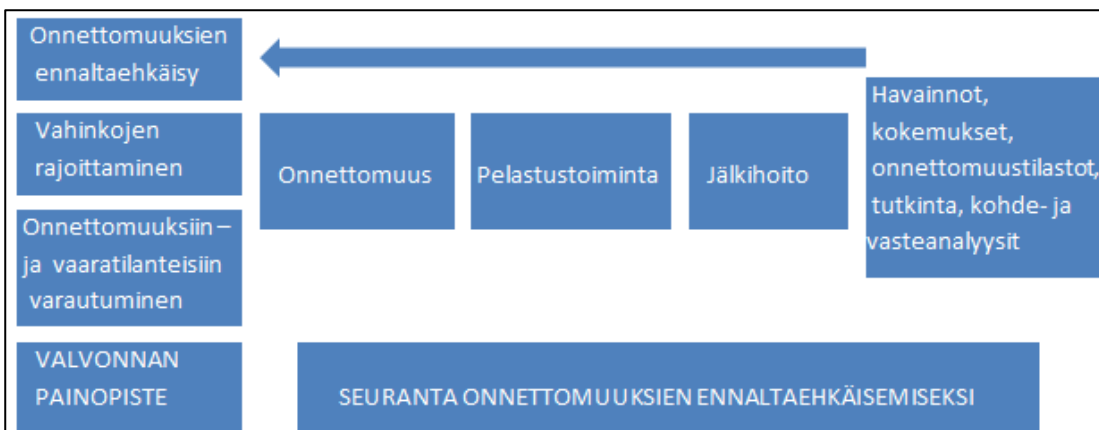 Onnettomuuksien
ennaltaehkäisy
Vahinkojen
rajoittaminen
Onnettomuuksiin –
ja vaaratilanteisiin
varautuminen
VALVONNAN
PAINOPISTE
Onnettomuus
Pelastustoiminta
Jälkihoito
Havainnot,
kokemukset,
onnettomuustilastot,
tutkinta, kohde- ja
vasteanalyysit
SEURANTA ONNETTOMUUKSIEN ENNALTAEHKÄISEMISEKSI